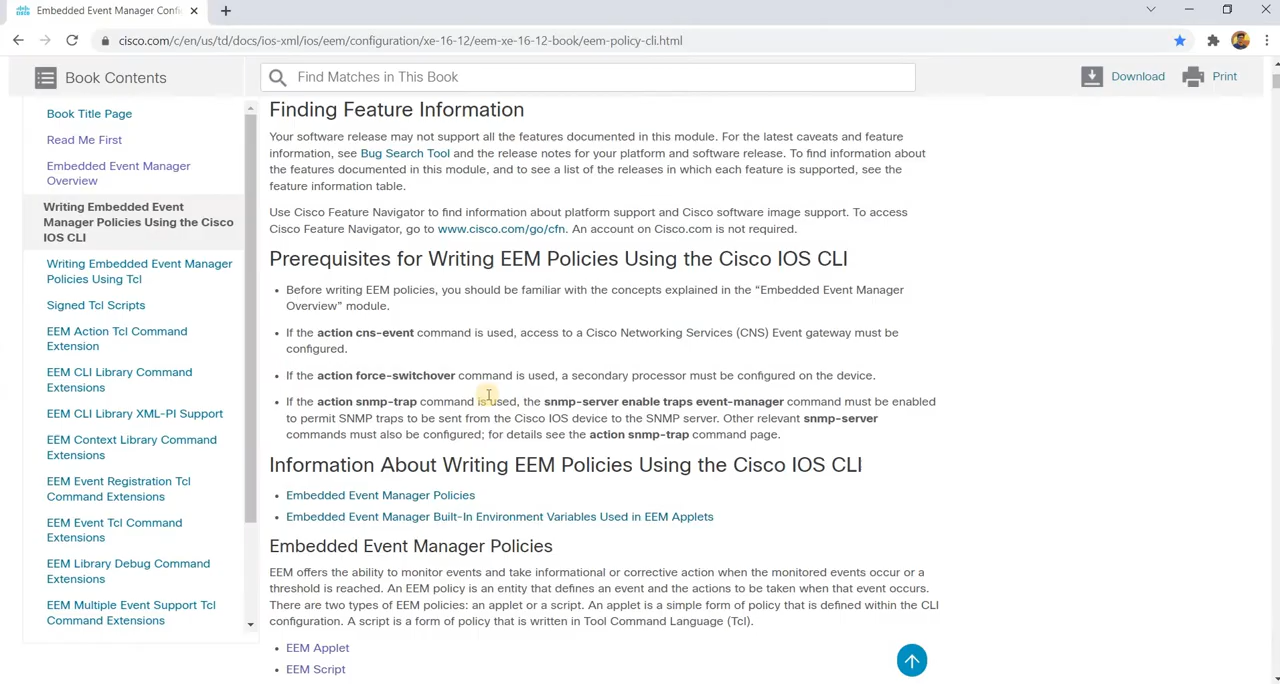 Embedded Event Manager Confi
cisco.com/c/en/us/td/docs/ios-xml/ios/eem/configuration/xe-16-12/eem-xe-16-12-book/eem-policy-cli.html
Book Contents
Find Matches in This Book
Download
Print
Book Title Page
Read Me First
Embedded Event Manager
Overview
Writing Embedded Event
Manager Policies Using the Cisco
IOS CLI
Writing Embedded Event Manager
Policies Using Tcl
Signed Tcl Scripts
EEM Action Tcl Command
Extension
EEM CLI Library Command
Extensions
EEM CLI Library XML-PI Support
EEM Context Library Command
Extensions
EEM Event Registration Tcl
Command Extensions
EEM Event Tcl Command
Extensions
EEM Library Debug Command
Extensions
EEM Multiple Event Support Tcl
Command Extensions
Finding Feature Information
Your software release may not support all the features documented in this module. For the latest caveats and feature
information, see Bug Search Tool and the release notes for your platform and software release. To find information about
the features documented in this module, and to see a list of the releases in which each feature is supported, see the
feature information table.
Use Cisco Feature Navigator to find information about platform support and Cisco software image support. To access
Cisco Feature Navigator, go to www.cisco.com/go/cfn. An account on Cisco.com is not required.
Prerequisites for Writing EEM Policies Using the Cisco IOS CLI
• Before writing EEM policies, you should be familiar with the concepts explained in the “Embedded Event Manager
Overview” module.
• If the action cns-event command is used, access to a Cisco Networking Services (CNS) Event gateway must be
configured.
• If the action force-switchover command is used, a secondary processor must be configured on the device.
• If the action snmp-trap command is used, the snmp-server enable traps event-manager command must be enabled
to permit SNMP traps to be sent from the Cisco IOS device to the SNMP server. Other relevant snmp-server
commands must also be configured; for details see the action snmp-trap command page.
Information About Writing EEM Policies Using the Cisco IOS CLI
• Embedded Event Manager Policies
• Embedded Event Manager Built-In Environment Variables Used in EEM Applets
Embedded Event Manager Policies
EEM offers the ability to monitor events and take informational or corrective action when the monitored events occur or a
threshold is reached. An EEM policy is an entity that defines an event and the actions to be taken when that event occurs.
There are two types of EEM policies: an applet or a script. An applet is a simple form of policy that is defined within the CLI
configuration. A script is a form of policy that is written in Tool Command Language (Tcl).
• EEM Applet
• EEM Script